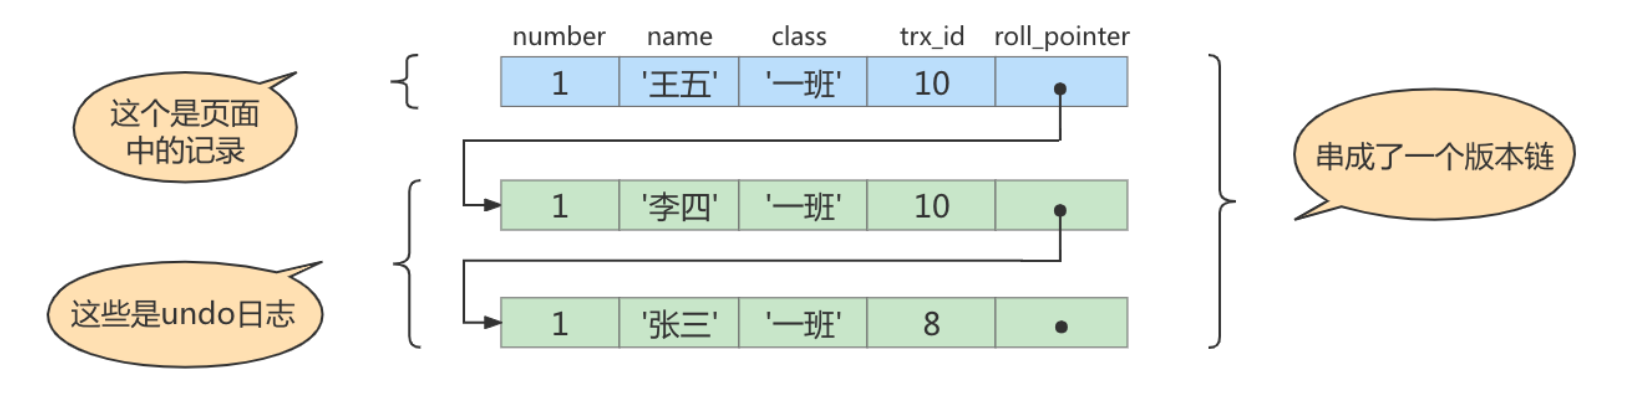 number name class trx_id roll_pointer
1 '王五' '一班' 10
这个是页面
中的记录
串成了一个版本链
1 '李四' '一班' 10
这些是undo日志
1 '张三' '一班' 8